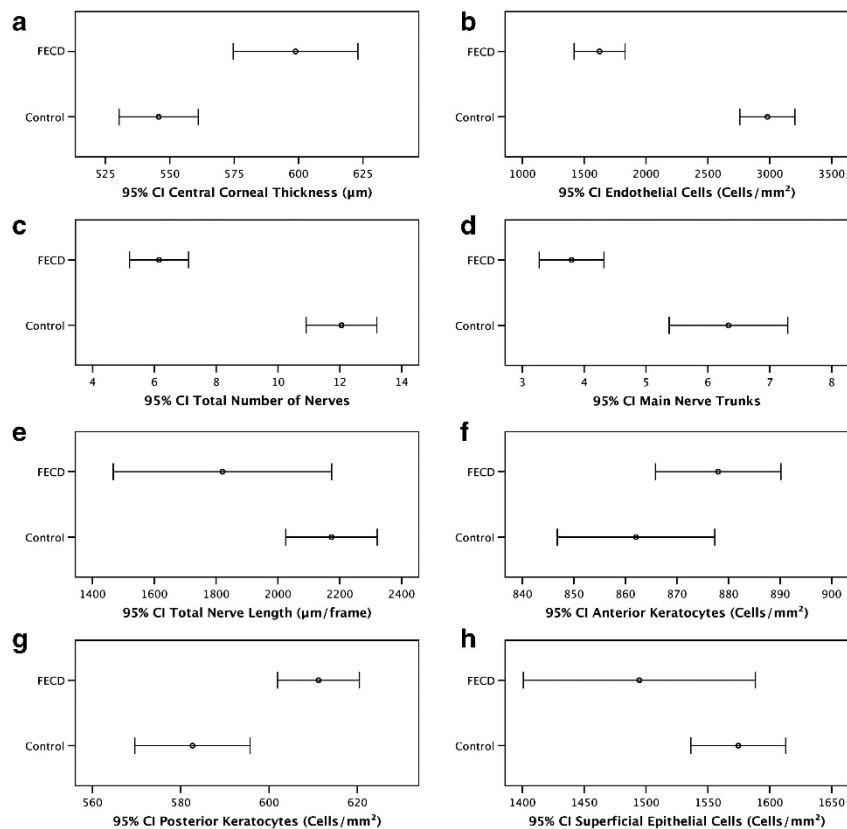 a
FECD
Control
525 550 575 600 625
95% CI Central Corneal Thickness (µm)
b
FECD
Control
1000 1500 2000 2500 3000 3500
95% CI Endothelial Cells (Cells/mm²)
c
FECD
Control
4 6 8 10 12 14
95% CI Total Number of Nerves
d
FECD
Control
3 4 5 6 7 8
95% CI Main Nerve Trunks
e
FECD
Control
1400 1600 1800 2000 2200 2400
95% CI Total Nerve Length (µm/frame)
f
FECD
Control
840 850 860 870 880 890 900
95% CI Anterior Keratocytes (Cells/mm²)
g
FECD
Control
560 580 600 620
95% CI Posterior Keratocytes (Cells/mm²)
h
FECD
Control
1400 1450 1500 1550 1600 1650
95% CI Superficial Epithelial Cells (Cells/mm²)